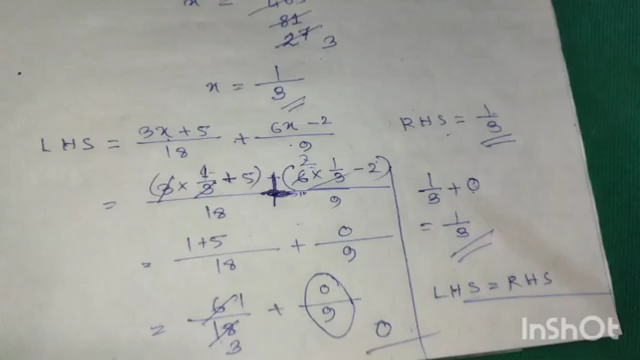 x =
81
27 3
x = 1/3
LHS = 3x+5/18 + 6x-2/9
= (3 × 1/3 + 5)/18 + (6 2 × 1/3 - 2)/9
= 1+5/18 + 0/9
= 6 1/18 3 + 0/9
0
RHS = 1/3
1/3 + 0
= 1/3
LHS = RHS
InShOt